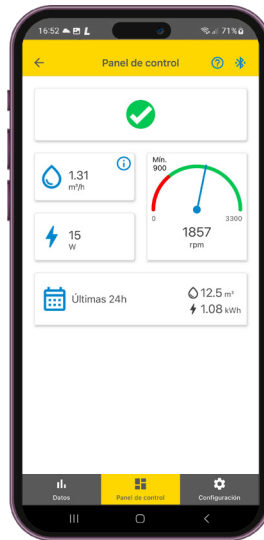 16:52
71%
Panel de control
1.31
m³/h
15
W
Mín.
900
0
3300
1857
rpm
Últimas 24h
12.5 m³
1.08 kWh
Datos
Panel de control
Configuración